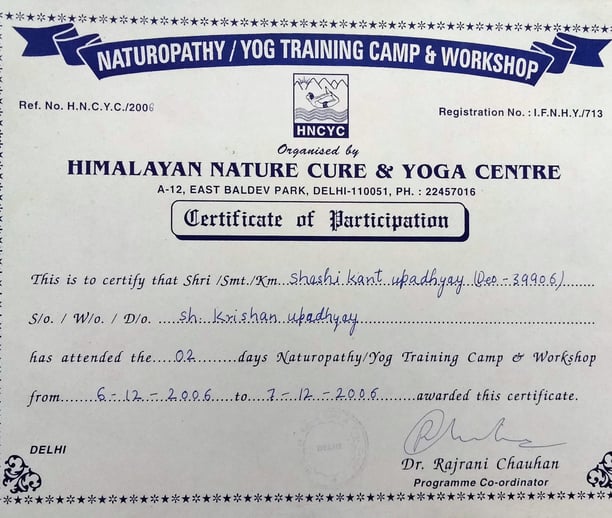 NATUROPATHY / YOG TRAINING CAMP & WORKSHOP
Ref. No. H.N.C.Y.C./2006
Registration No. : I.F.N.H.Y./713
HNCYC
Organised by
HIMALAYAN NATURE CURE & YOGA CENTRE
A-12, EAST BALDEV PARK, DELHI-110051, PH. : 22457016
Certificate of Participation
This is to certify that Shri /Smt./Km. Shashi Kant upadhyay (Deo-39906)
S/o. / W/o. / D/o. Sh. Krishan upadhyay
has attended the....02........days Naturopathy/Yog Training Camp & Workshop
from.......6-12-2006....to....7-12-2006.......awarded this certificate.
DELHI
DELHI
Dr. Rajrani Chauhan
Programme Co-ordinator